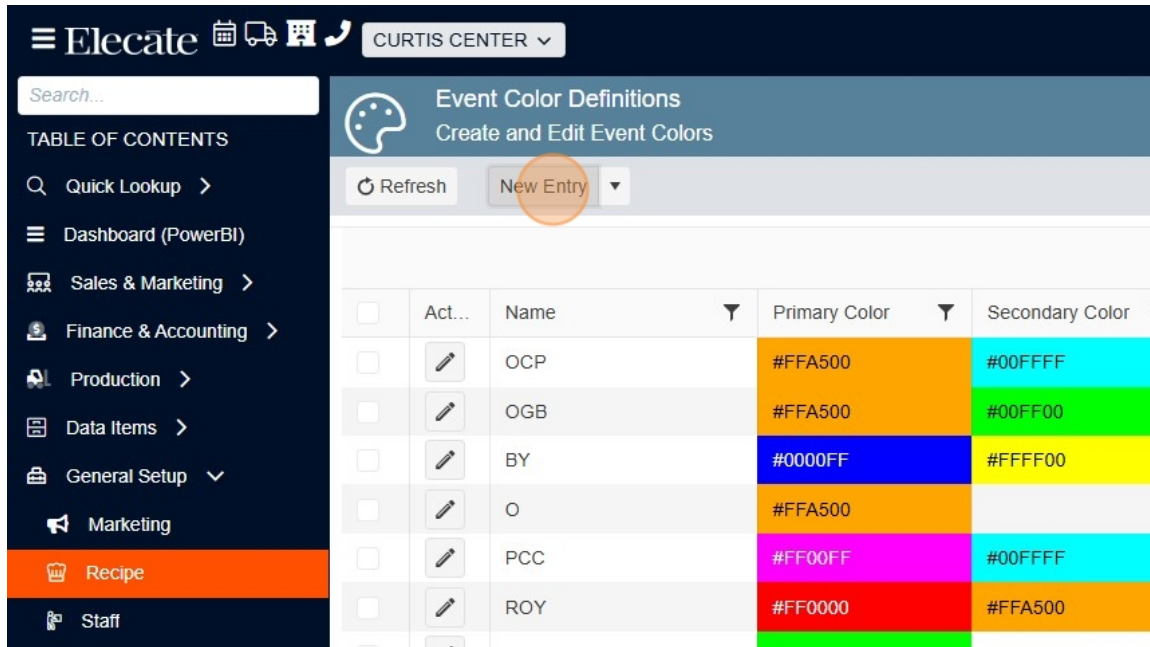 Elecāte CURTIS CENTER
Search...
TABLE OF CONTENTS
Quick Lookup
Dashboard (PowerBI)
Sales & Marketing
Finance & Accounting
Production
Data Items
General Setup
Marketing
Recipe
Staff
Event Color Definitions
Create and Edit Event Colors
Refresh New Entry
Act... Name Primary Color Secondary Color
OCP #FFA500 #00FFFF
OGB #FFA500 #00FF00
BY #0000FF #FFFF00
O #FFA500
PCC #FF00FF #00FFFF
ROY #FF0000 #FFA500